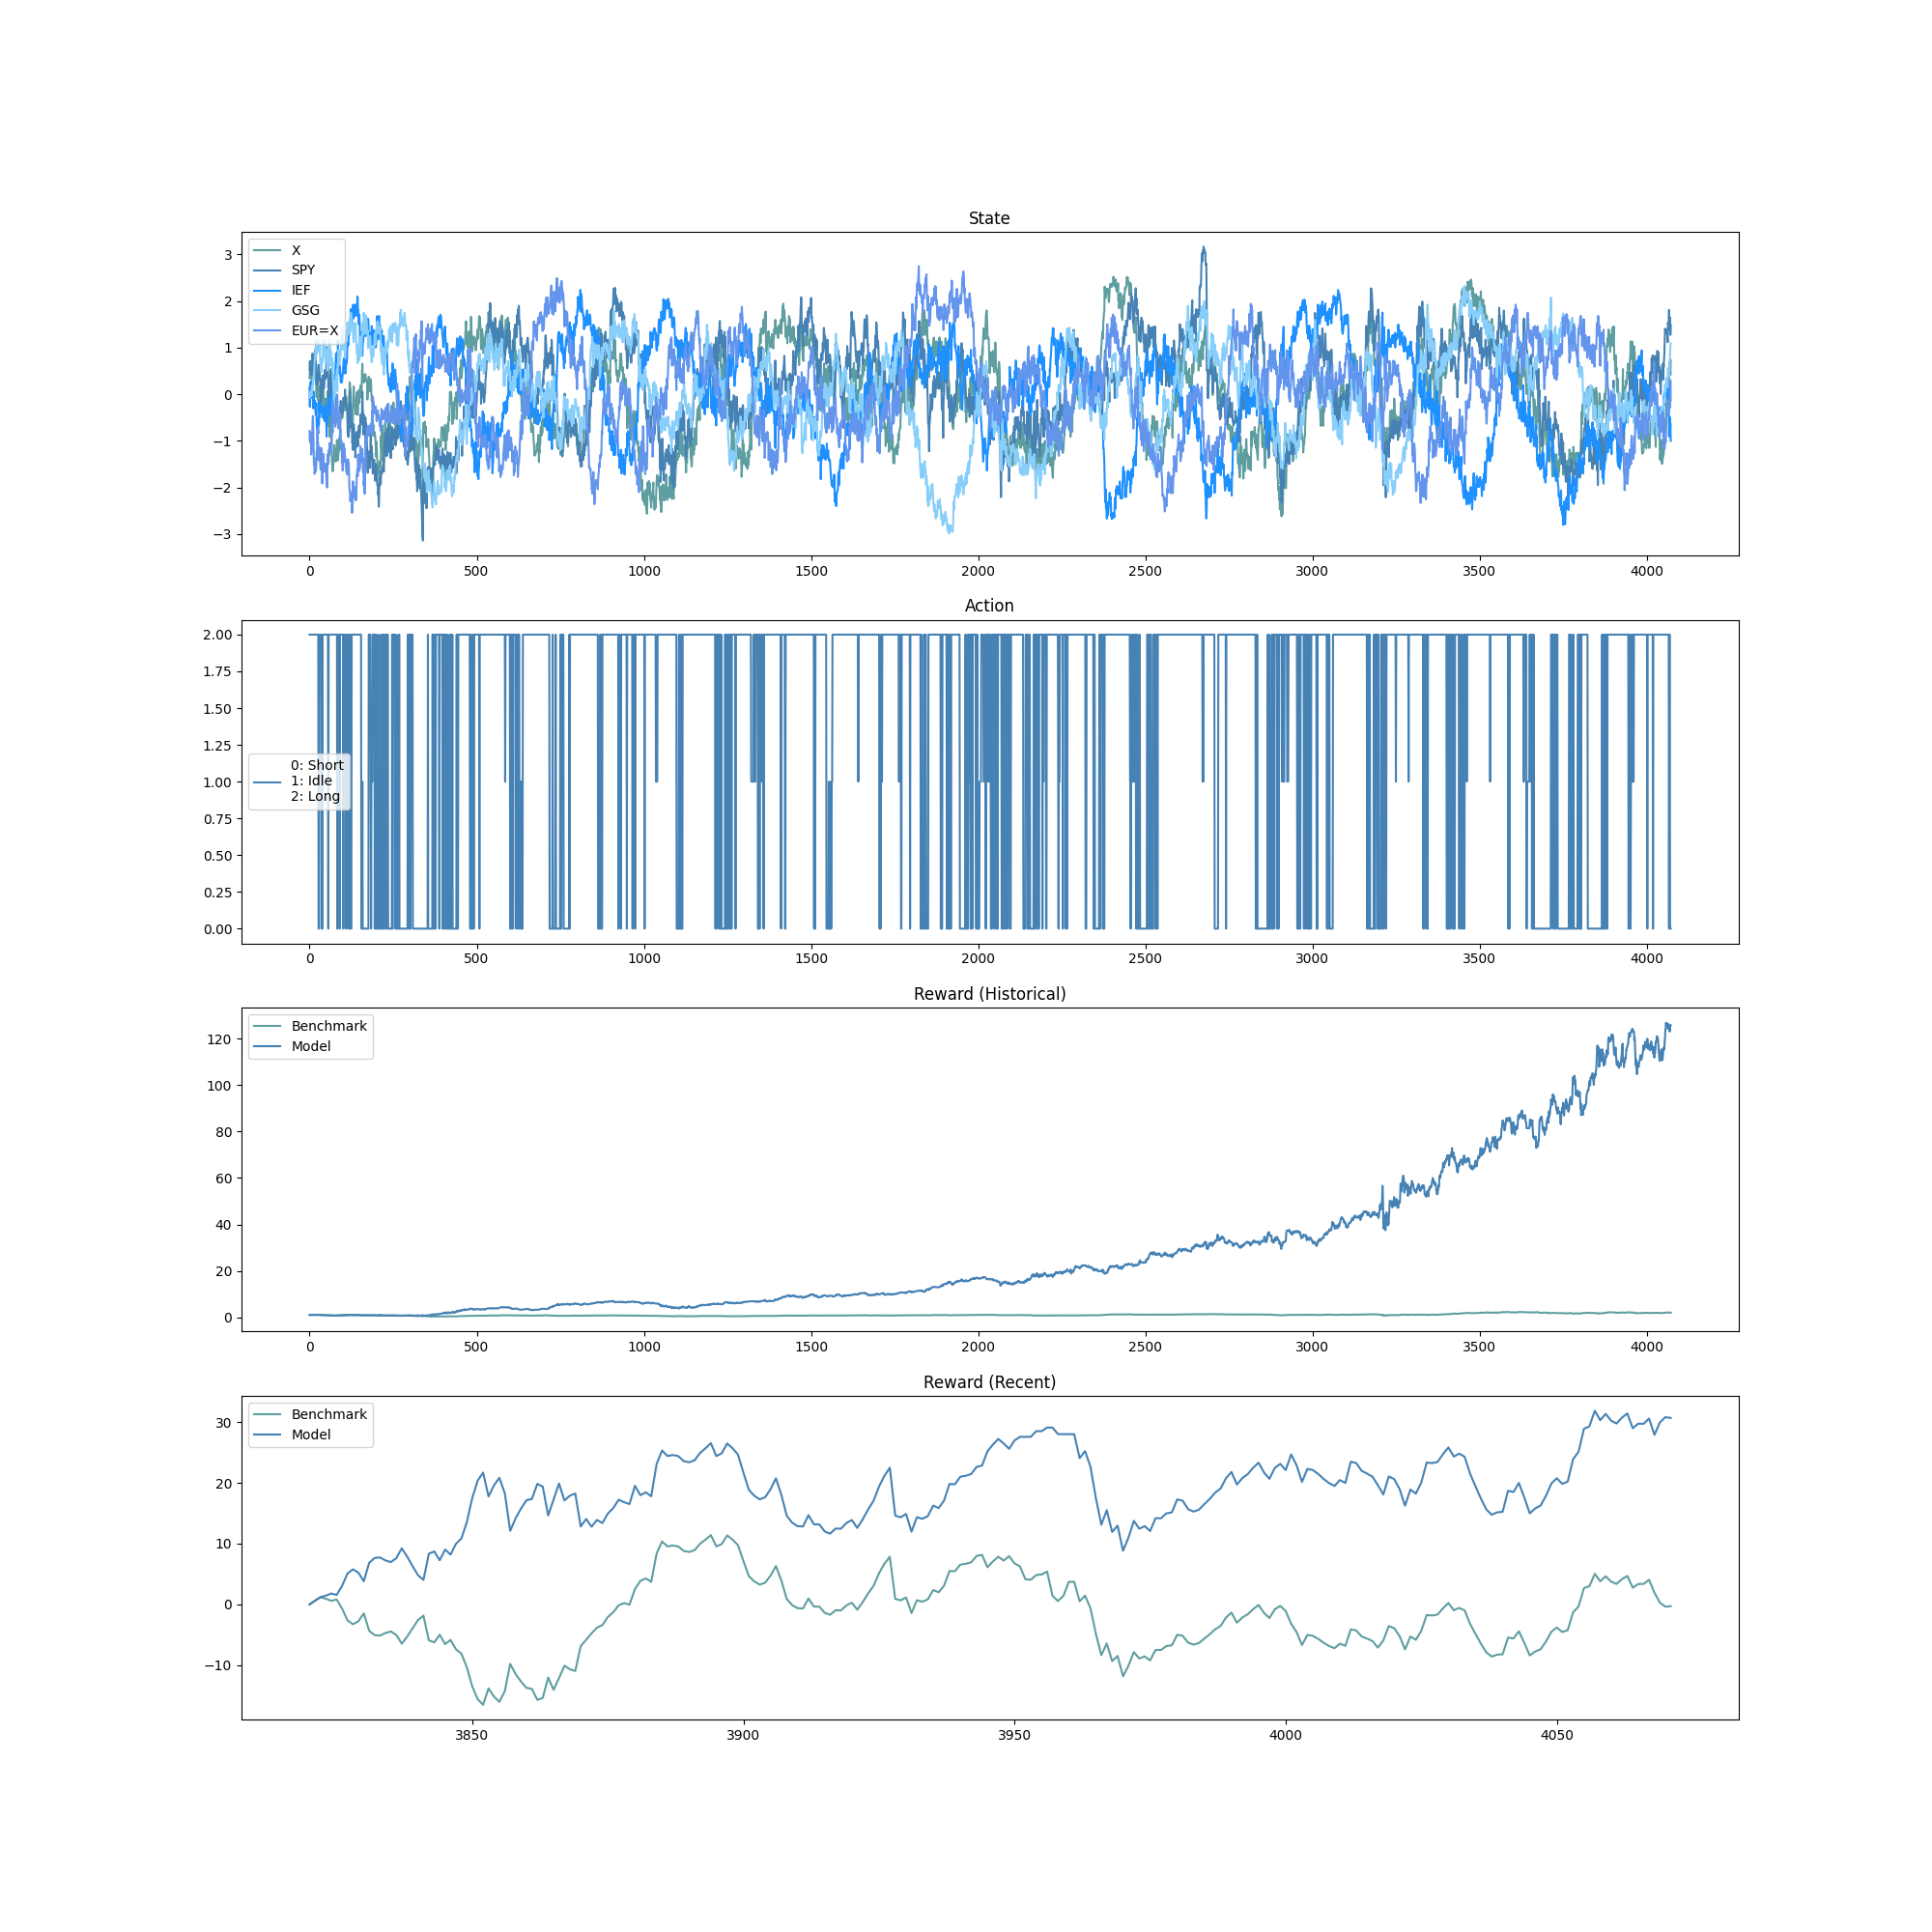 State
X
SPY
IEF
GSG
EUR=X
3
2
1
0
−1
−2
−3
0 500 1000 1500 2000 2500 3000 3500 4000
Action
2.00
1.75
1.50
1.25
1.00
0.75
0.50
0.25
0.00
0: Short
1: Idle
2: Long
0 500 1000 1500 2000 2500 3000 3500 4000
Reward (Historical)
Benchmark
Model
120
100
80
60
40
20
0
0 500 1000 1500 2000 2500 3000 3500 4000
Reward (Recent)
Benchmark
Model
30
20
10
0
−10
3850 3900 3950 4000 4050